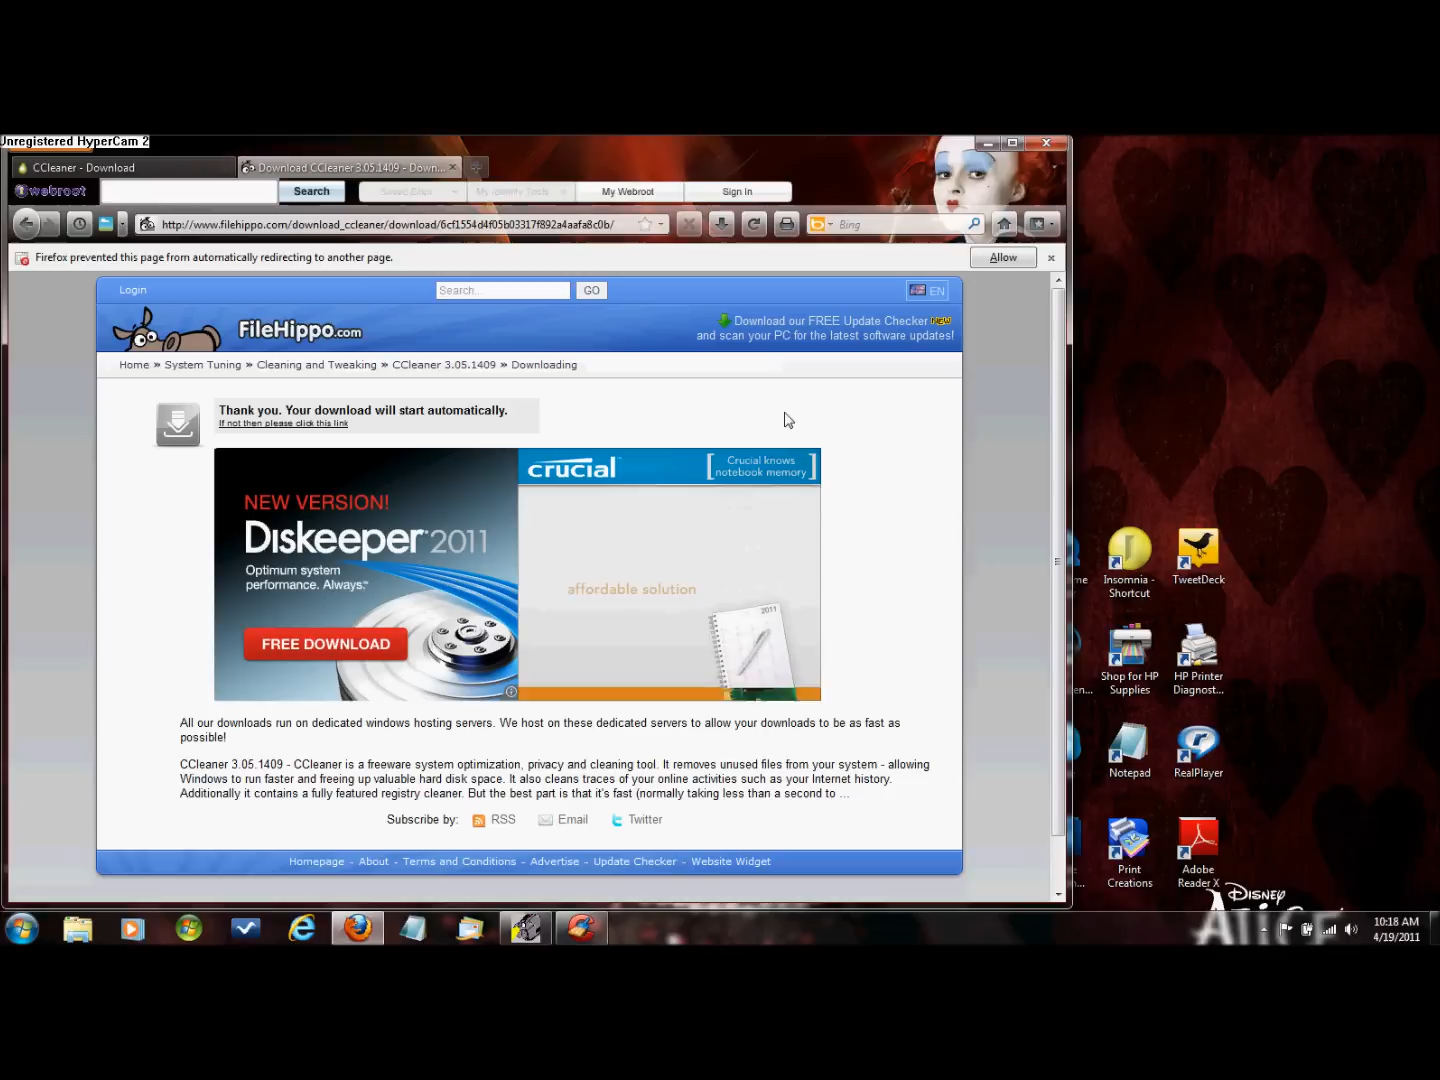 Unregistered HyperCam 2
CCleaner - Download
Download CCleaner 3.05.1409 - Down...
webroot
Search
My Identity Tools
My Webroot
Sign In
http://www.filehippo.com/download_ccleaner/download/6cf1554d4f05b03317f892a4aafa8c0b/
Bing
Firefox prevented this page from automatically redirecting to another page.
Allow
Login
Search...
GO
EN
FileHippo.com
Download our FREE Update Checker NEW
and scan your PC for the latest software updates!
Home » System Tuning » Cleaning and Tweaking » CCleaner 3.05.1409 » Downloading
Thank you. Your download will start automatically.
If not then please click this link
NEW VERSION!
Diskeeper 2011
Optimum system
performance. Always.™
FREE DOWNLOAD
crucial
Crucial knows
notebook memory
affordable solution
2011
All our downloads run on dedicated windows hosting servers. We host on these dedicated servers to allow your downloads to be as fast as
possible!
CCleaner 3.05.1409 - CCleaner is a freeware system optimization, privacy and cleaning tool. It removes unused files from your system - allowing
Windows to run faster and freeing up valuable hard disk space. It also cleans traces of your online activities such as your Internet history.
Additionally it contains a fully featured registry cleaner. But the best part is that it's fast (normally taking less than a second to ...
Subscribe by: RSS Email Twitter
Homepage - About - Terms and Conditions - Advertise - Update Checker - Website Widget
me
Insomnia -
Shortcut
TweetDeck
en...
Shop for HP
Supplies
HP Printer
Diagnost...
Notepad
RealPlayer
Print
Creations
Adobe
Reader X
DISNEY
ALICE
10:18 AM
4/19/2011